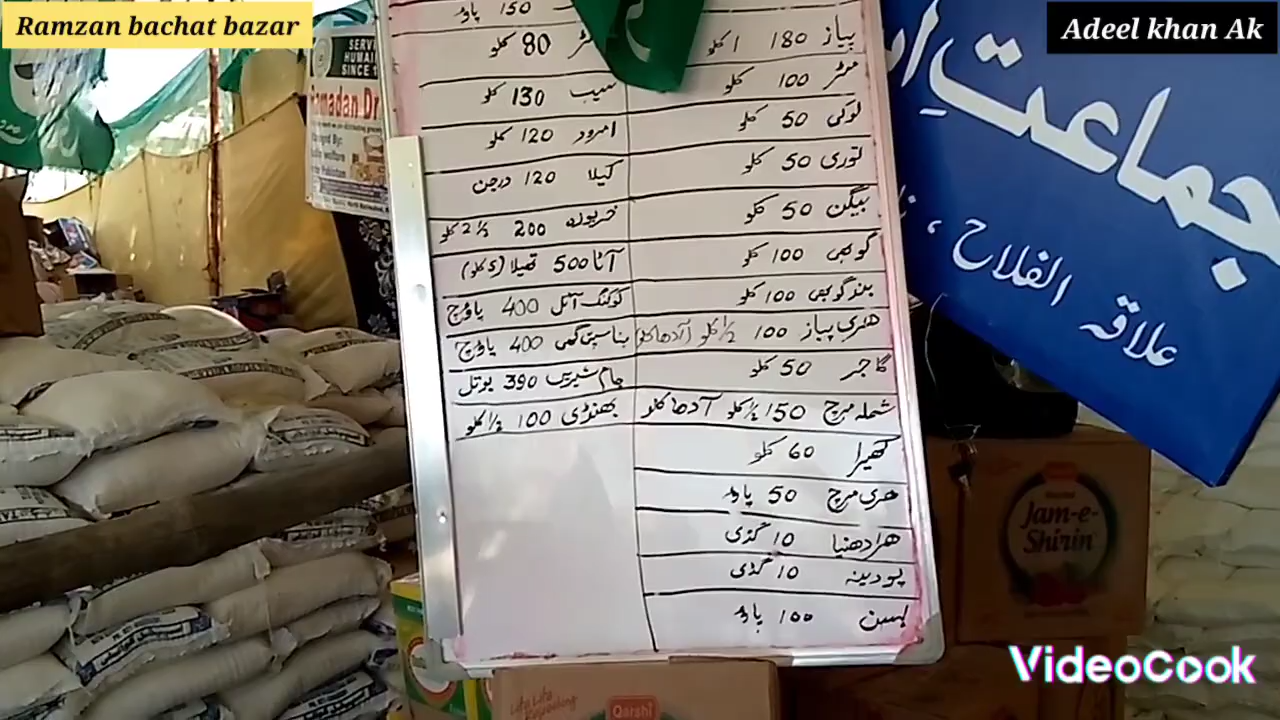 Ramzan bachat bazar
Adeel khan Ak
پیاز 180 کلو
مٹر 100 کلو
لوکی 50 کلو
توری 50 کلو
بیگن 50 کلو
گوبھی 100 کلو
بند گوبھی 100 کلو
ھری پیاز 100 ½ کلو آدھا کلو
گاجر 50 کلو
شملہ مرچ 150 ½ کلو آدھا کلو
کھیرا 60 کلو
ھری مرچ 50 پاؤ
ھرا دھنیا 10 گڈی
پودینہ 10 گڈی
لہسن 100 پاؤ
150 پاؤ
80 کلو
سیب 130 کلو
امرود 120 کلو
کیلا 120 درجن
خربوزہ 200 2½ کلو
آٹا 500 تھیلا (5 کلو)
کوکنگ آئل 400 پاؤچ
بناسپتی گھی 400 پاؤچ
جام شیریں 390 بوتل
بھنڈی 100 ½ کلو
جماعتِ
علاقہ الفلاح ،
SINCE
Jam-e-
Shirin
Qarshi
VideoCook